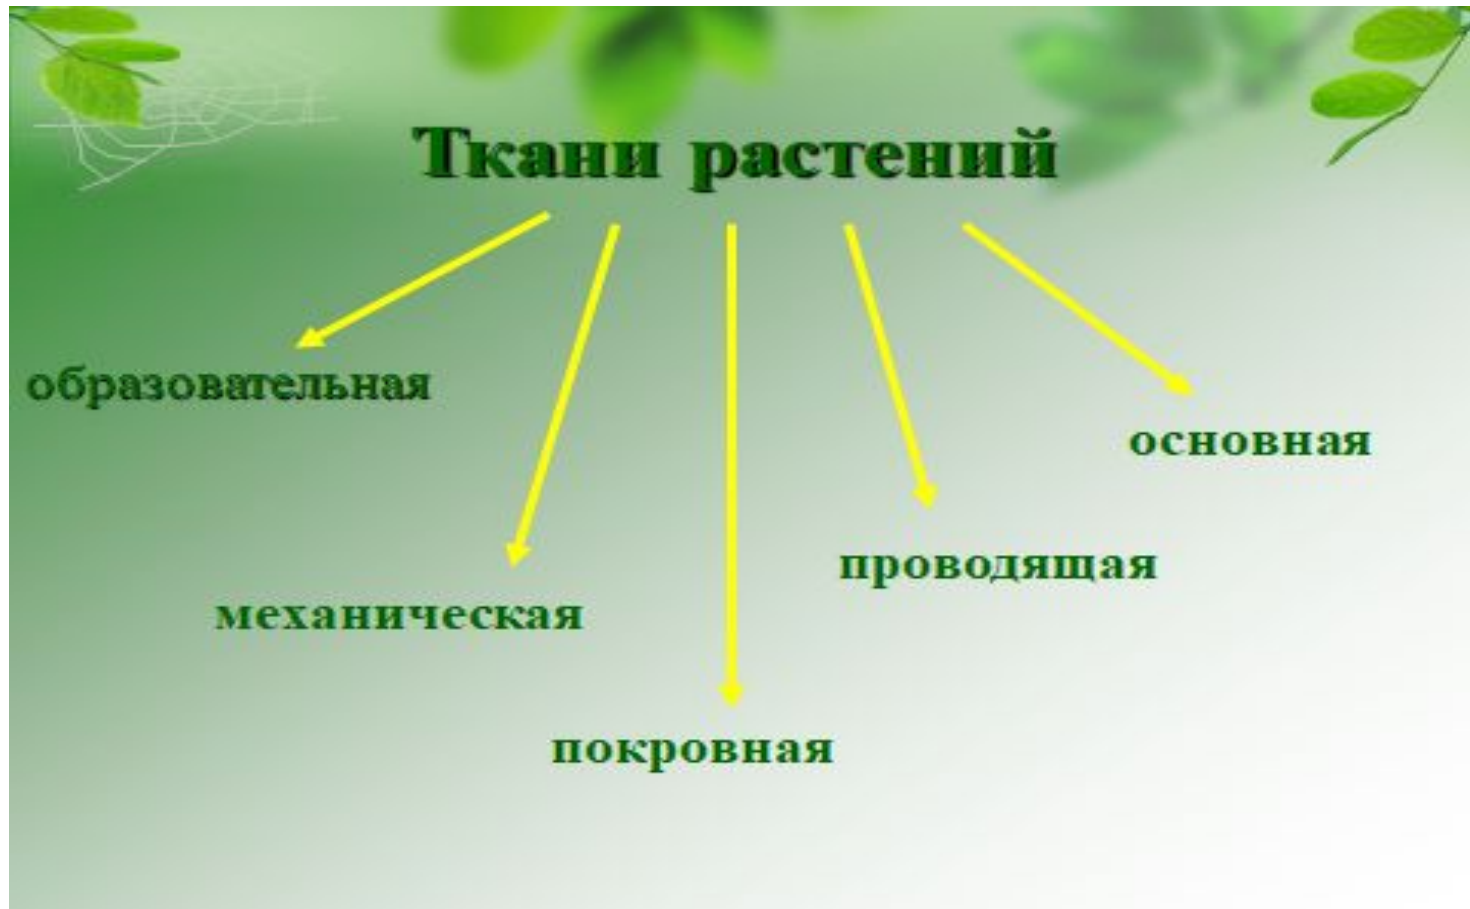 Ткани растений
образовательная
основная
проводящая
механическая
покровная